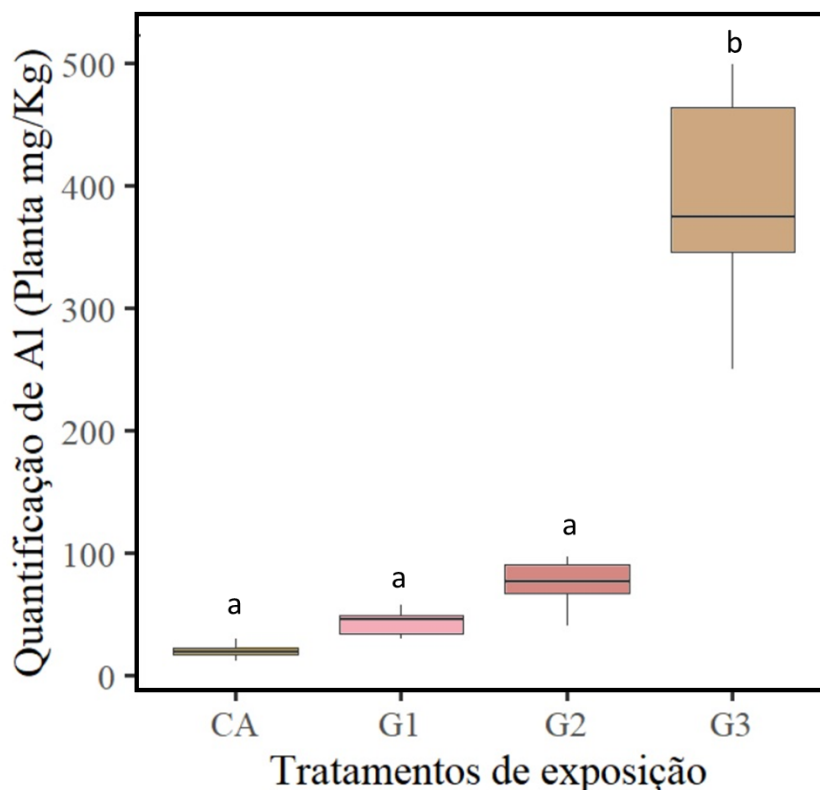 Quantificação de Al (Planta mg/Kg)
500
400
300
200
100
0
a
a
a
b
CA G1 G2 G3
Tratamentos de exposição